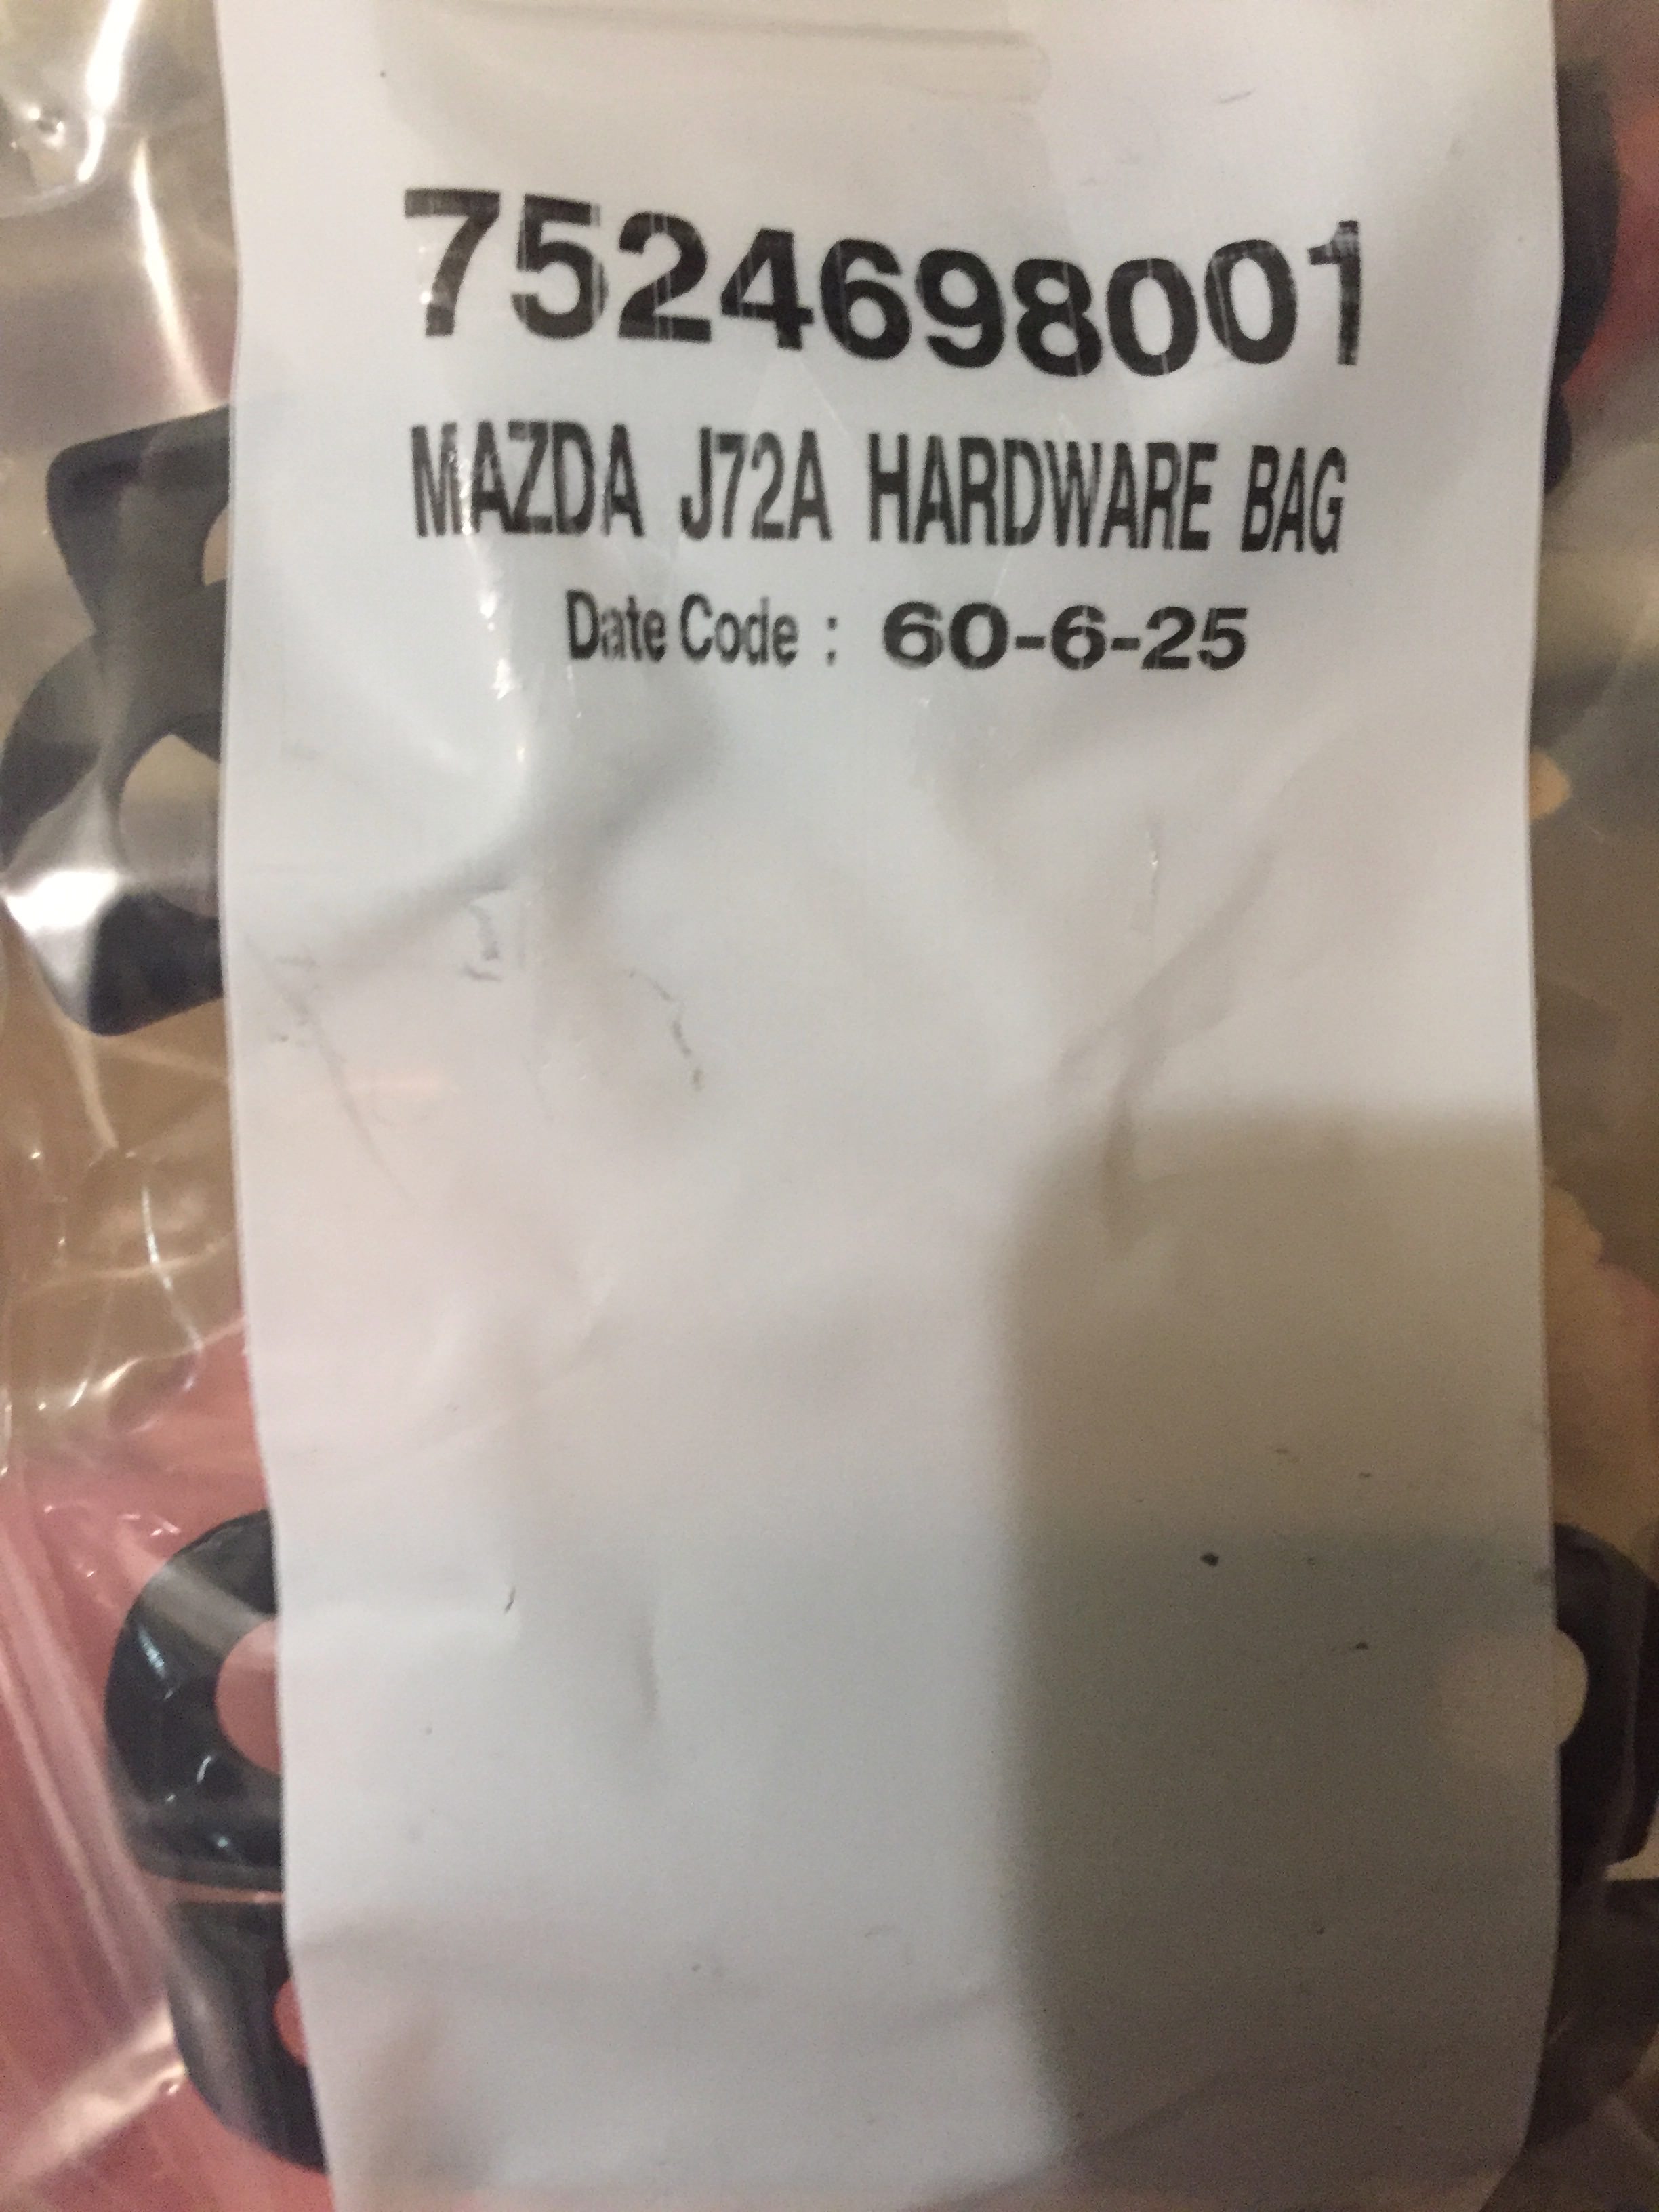 7524698001
MAZDA J72A HARDWARE BAG
Date Code : 60-6-25